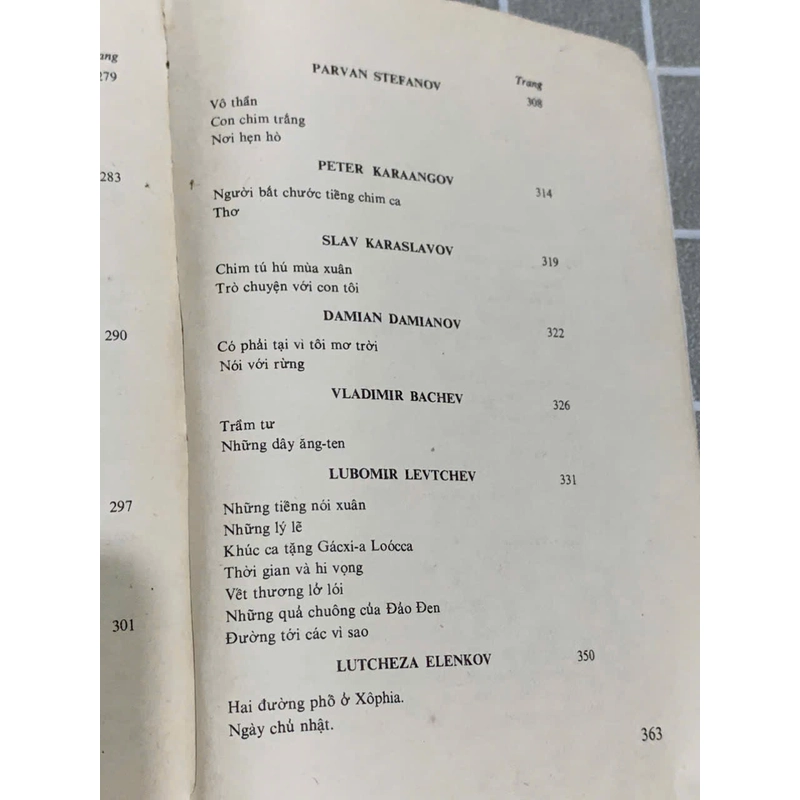 ang
279
283
290
297
301
PARVAN STEFANOV Trang
308
Vô thần
Con chim trắng
Nơi hẹn hò
PETER KARAANGOV 314
Người bắt chước tiếng chim ca
Thơ
SLAV KARASLAVOV 319
Chim tú hú mùa xuân
Trò chuyện với con tôi
DAMIAN DAMIANOV 322
Có phải tại vì tôi mơ trời
Nói với rừng
VLADIMIR BACHEV 326
Trầm tư
Những dây ăng-ten
LUBOMIR LEVTCHEV 331
Những tiếng nói xuân
Những lý lẽ
Khúc ca tặng Gácxi-a Loócca
Thời gian và hi vọng
Vết thương lở lói
Những quả chuông của Đảo Đen
Đường tới các vì sao
LUTCHEZA ELENKOV 350
Hai đường phố ở Xôphia.
Ngày chủ nhật.
363